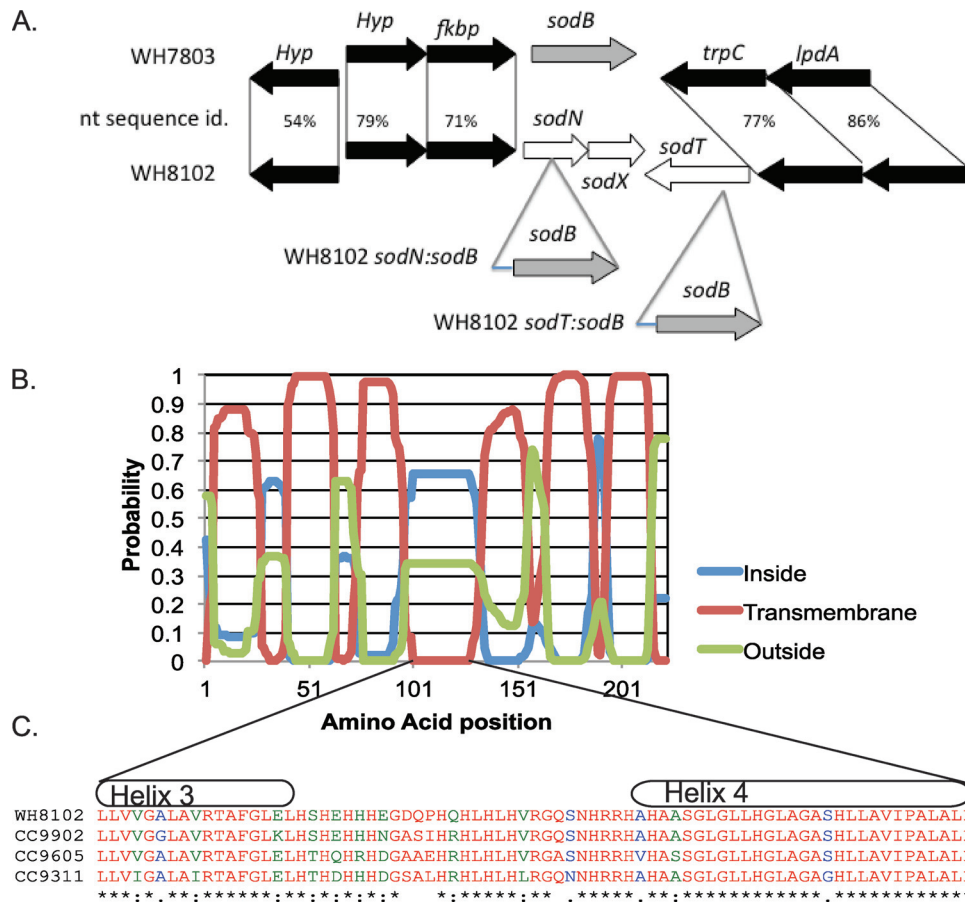 A.
Hyp fkbp sodB
WH7803 Hyp trpC lpdA
nt sequence id. 54% 79% 71% sodN 77% 86%
WH8102 sodX sodT
WH8102 sodN:sodB sodB
WH8102 sodT:sodB sodB
B.
1
0.9
0.8
0.7
0.6
0.5
0.4
0.3
0.2
0.1
0
Probability
1 51 101 151 201
Amino Acid position
Inside
Transmembrane
Outside
C.
Helix 3 Helix 4
WH8102 LLVVGALAVRTAFGLELHSHEHHHEGDQPHQHLHLHVRGQSNHRRHAHAASGLGLLHGLAGASHLLAVIPALAL
CC9902 LLVVGGLAVRTAFGLKLHSHEHHHNGASIRHLHLHVRGQSNHRRHAHAASGLGLLHGLAGASHLLAVIPALAL
CC9605 LLVVGALAVRTAFGLELHTHQHRHDGAAEHRHLHLHVRGASNHRRHVHASSGLGLLHGLAGASHLLAVIPALAL
CC9311 LLVIGALAIRTAFGLELHTHDHHHDGSALHRHLHLHLRGQNNHRRHAHAASGLGLLHGLAGAGHLLAVIPALAL